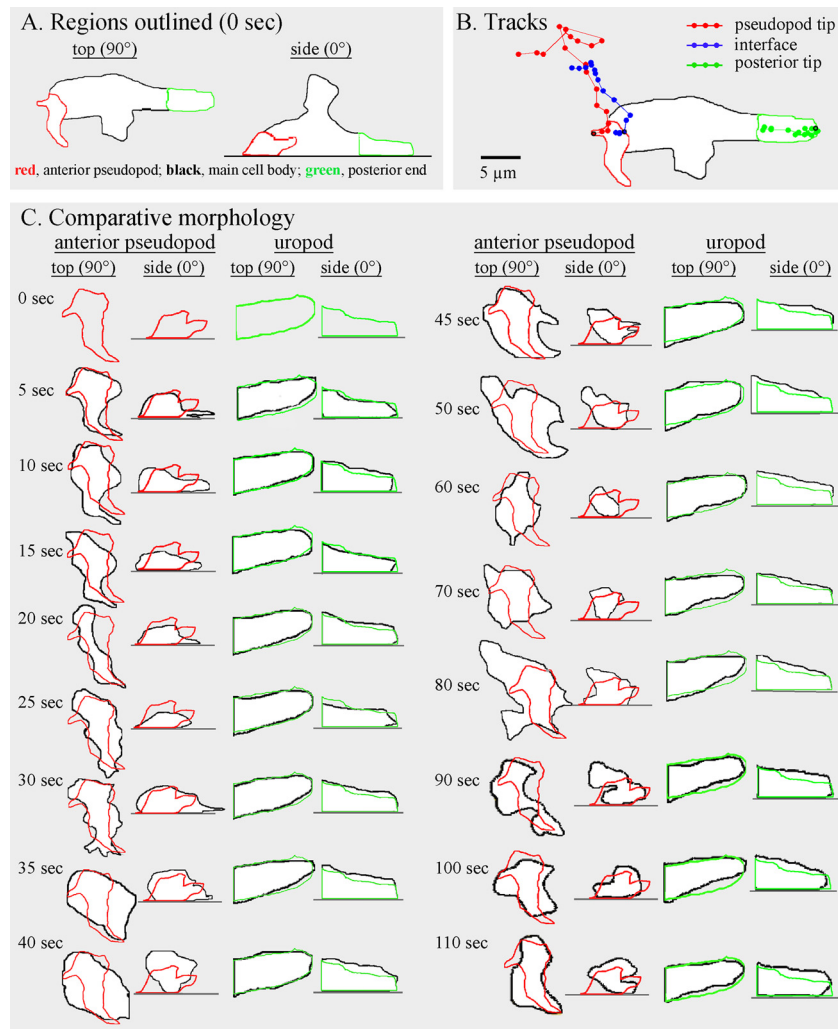 A. Regions outlined (0 sec)
top (90°) side (0°)
red, anterior pseudopod; black, main cell body; green, posterior end
B. Tracks
pseudopod tip
interface
posterior tip
5 µm
C. Comparative morphology
anterior pseudopod uropod
top (90°) side (0°) top (90°) side (0°)
0 sec
5 sec
10 sec
15 sec
20 sec
25 sec
30 sec
35 sec
40 sec
anterior pseudopod uropod
top (90°) side (0°) top (90°) side (0°)
45 sec
50 sec
60 sec
70 sec
80 sec
90 sec
100 sec
110 sec